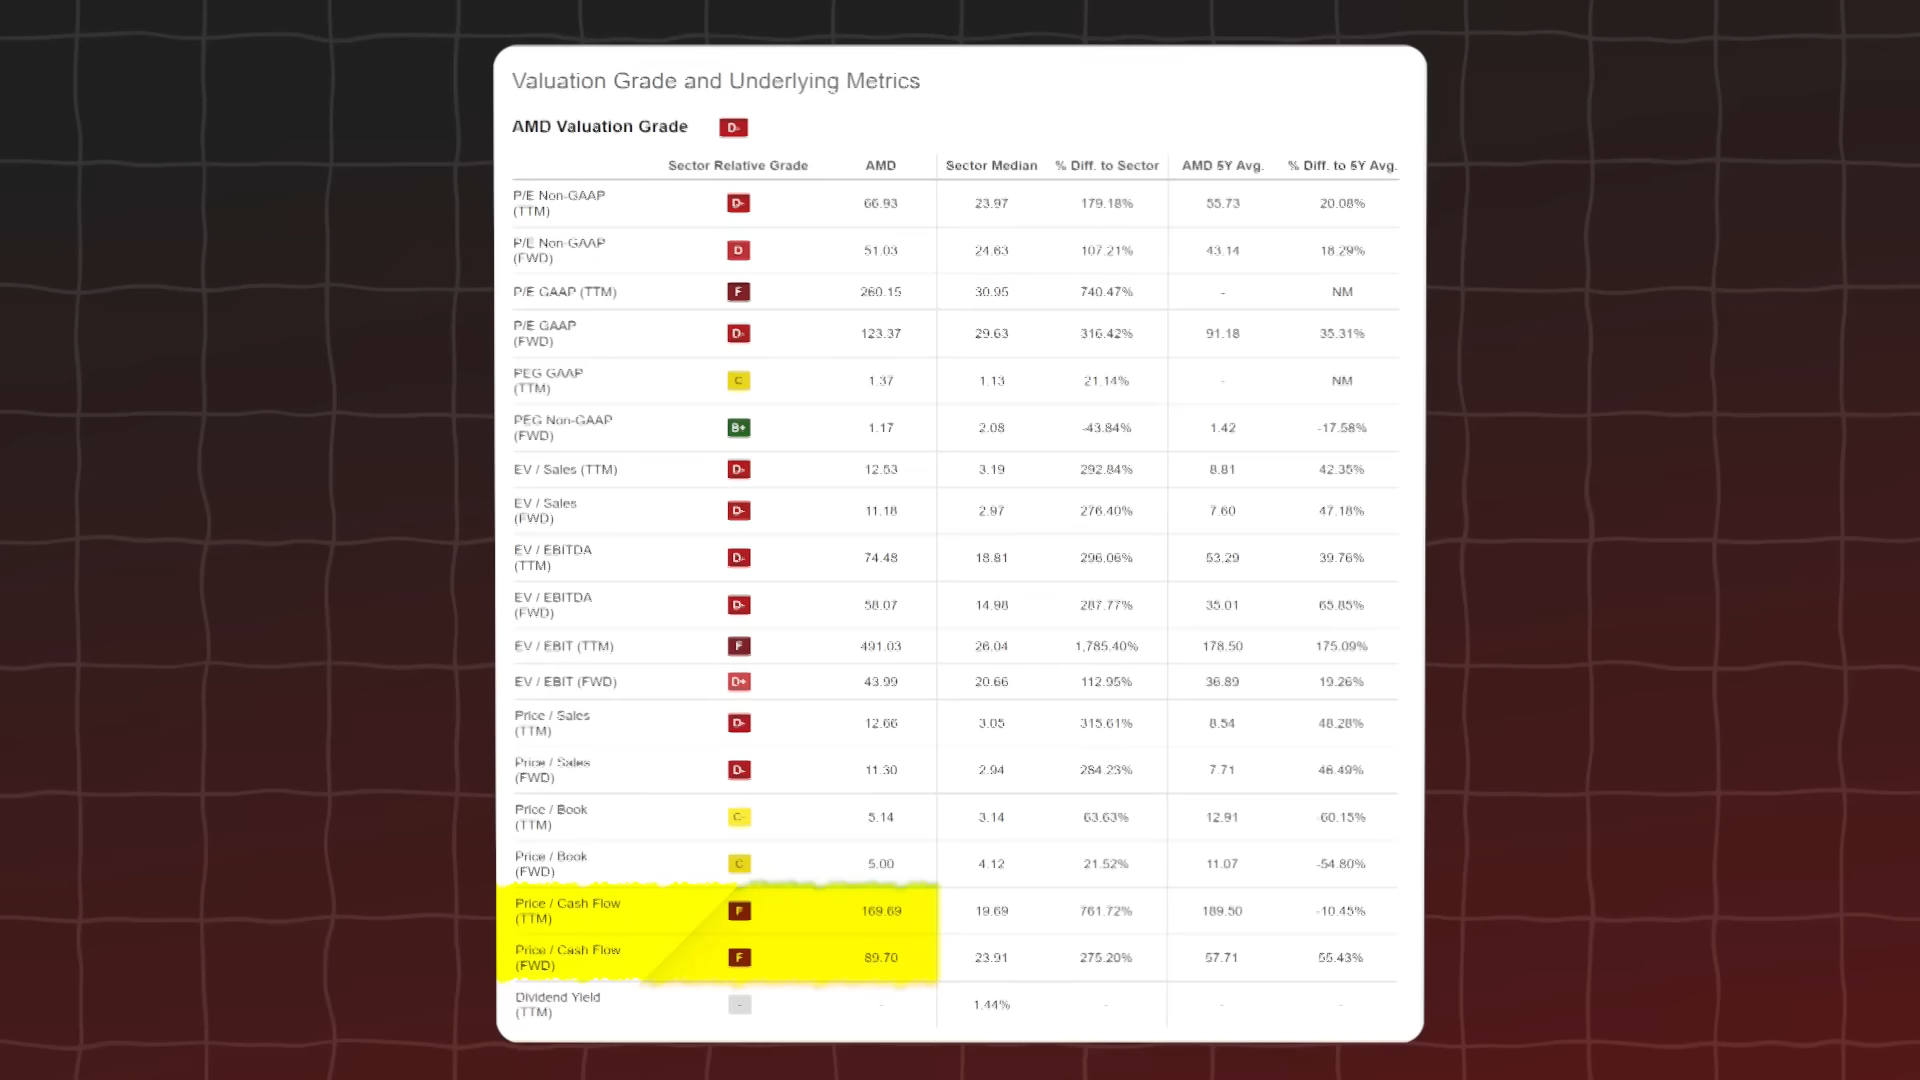 Valuation Grade and Underlying Metrics
AMD Valuation Grade D-
Sector Relative Grade AMD Sector Median % Diff. to Sector AMD 5Y Avg. % Diff. to 5Y Avg.
P/E Non-GAAP (TTM) D- 66.93 23.97 179.18% 55.73 20.08%
P/E Non-GAAP (FWD) D 51.03 24.63 107.21% 43.14 18.29%
P/E GAAP (TTM) F 260.15 30.95 740.47% - NM
P/E GAAP (FWD) D- 123.37 29.63 316.42% 91.18 35.31%
PEG GAAP (TTM) C 1.37 1.13 21.14% - NM
PEG Non-GAAP (FWD) B+ 1.17 2.08 -43.84% 1.42 -17.58%
EV / Sales (TTM) D- 12.53 3.19 292.84% 8.81 42.35%
EV / Sales (FWD) D- 11.18 2.97 276.40% 7.60 47.18%
EV / EBITDA (TTM) D- 74.48 18.81 296.06% 53.29 39.76%
EV / EBITDA (FWD) D- 58.07 14.98 287.77% 35.01 65.85%
EV / EBIT (TTM) F 491.03 26.04 1,785.40% 178.50 175.09%
EV / EBIT (FWD) D+ 43.99 20.66 112.95% 36.89 19.26%
Price / Sales (TTM) D- 12.66 3.05 315.61% 8.54 48.28%
Price / Sales (FWD) D- 11.30 2.94 284.23% 7.71 46.49%
Price / Book (TTM) C- 5.14 3.14 63.63% 12.91 -60.15%
Price / Book (FWD) C 5.00 4.12 21.52% 11.07 -54.80%
Price / Cash Flow (TTM) F 169.69 19.69 761.72% 189.50 -10.45%
Price / Cash Flow (FWD) F 89.70 23.91 275.20% 57.71 55.43%
Dividend Yield (TTM) - - 1.44% - - -